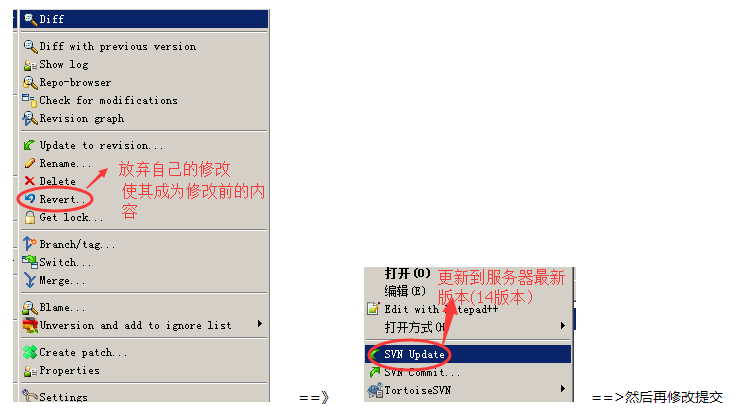 Diff
Diff with previous version
Show log
Repo-browser
Check for modifications
Revision graph
Update to revision...
Rename...
Delete
Revert..
Get lock...
放弃自己的修改
使其成为修改前的内
容
Branch/tag...
Switch...
Merge...
Blame...
Unversion and add to ignore list
Create patch...
Properties
Settings
==》
打开(O)
编辑(E)
Edit with Notepad++
打开方式(H)
更新到服务器最新
版本(14版本）
SVN Update
SVN Commit...
TortoiseSVN
==>然后再修改提交